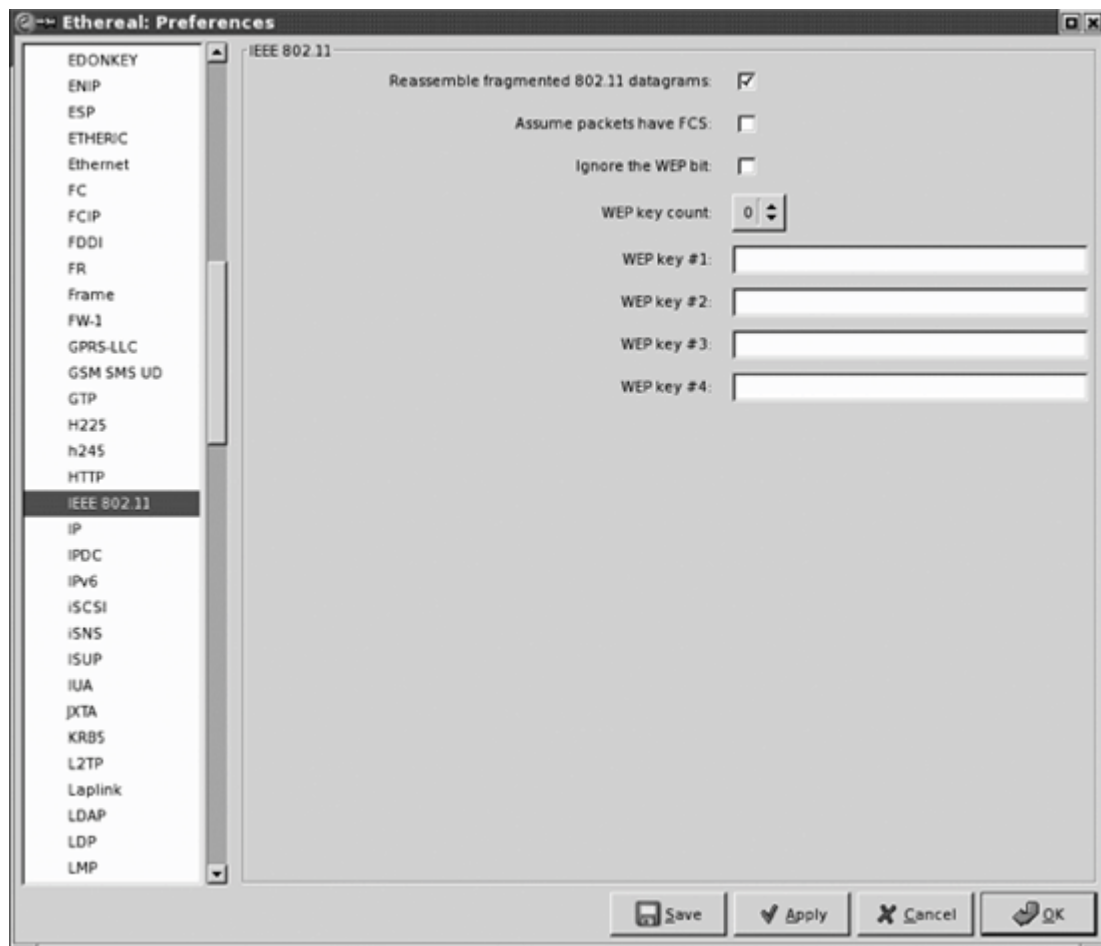 Ethereal: Preferences
EDONKEY
ENIP
ESP
ETHERIC
Ethernet
FC
FCIP
FDDI
FR
Frame
FW-1
GPRS-LLC
GSM SMS UD
GTP
H225
h245
HTTP
IEEE 802.11
IP
IPDC
IPv6
iSCSI
iSNS
ISUP
IUA
JXTA
KRB5
L2TP
Laplink
LDAP
LDP
LMP
IEEE 802.11
Reassemble fragmented 802.11 datagrams:
Assume packets have FCS:
Ignore the WEP bit:
WEP key count: 0
WEP key #1:
WEP key #2:
WEP key #3:
WEP key #4:
Save Apply Cancel OK